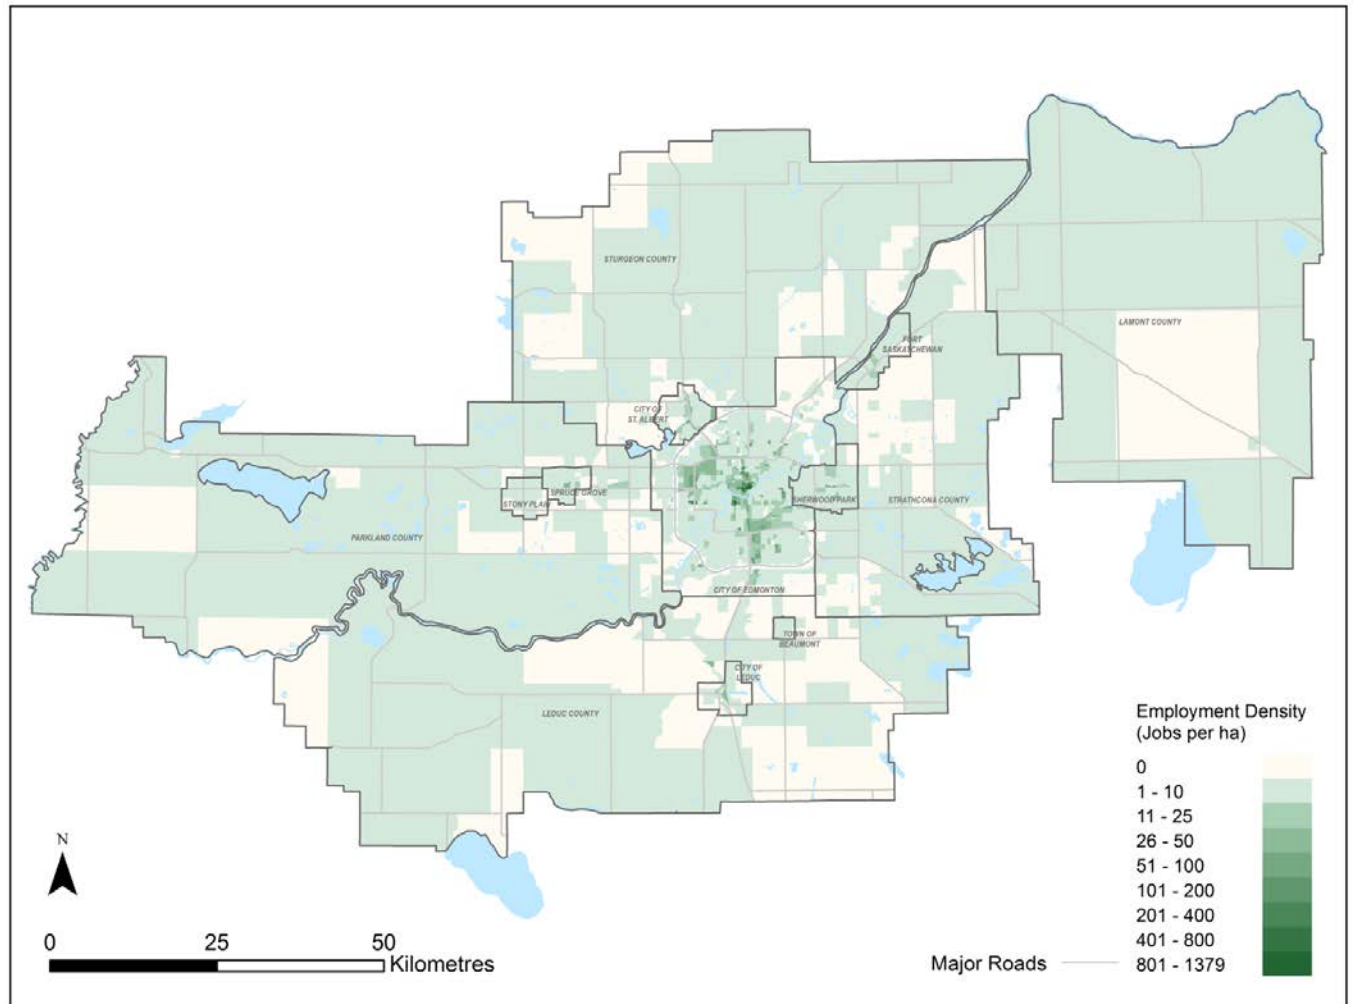 STURGEON COUNTY
LAMONT COUNTY
FORT
SASKATCHEWAN
CITY OF
ST. ALBERT
SPRUCE GROVE
STONY PLAIN
SHERWOOD PARK
STRATHCONA COUNTY
PARKLAND COUNTY
CITY OF EDMONTON
TOWN OF
BEAUMONT
CITY OF
LEDUC
LEDUC COUNTY
Employment Density
(Jobs per ha)
0
1 - 10
11 - 25
26 - 50
51 - 100
101 - 200
201 - 400
401 - 800
801 - 1379
Major Roads
N
0 25 50
Kilometres